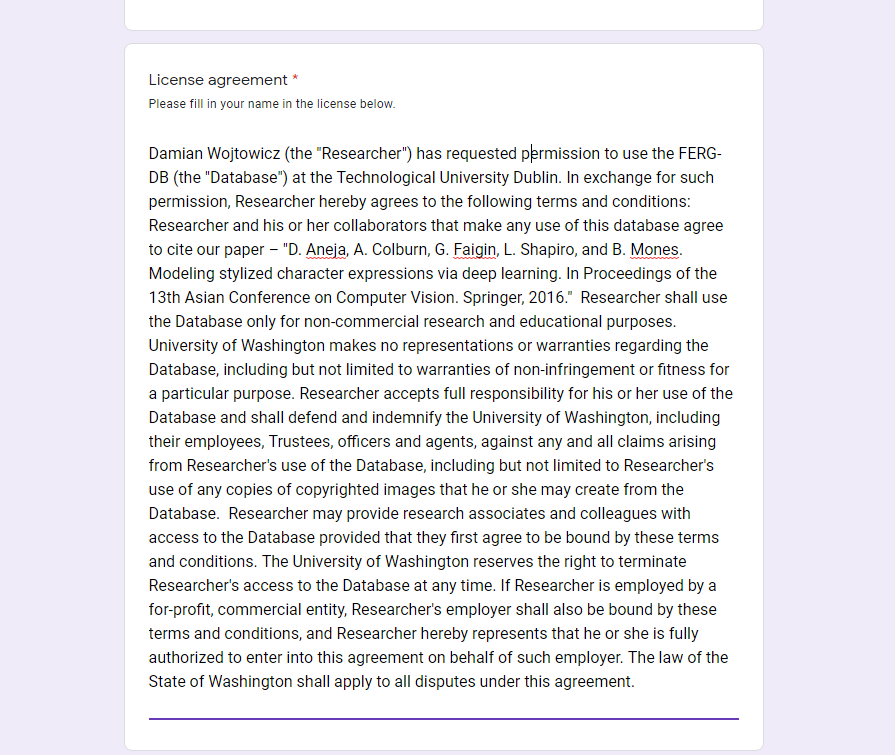 License agreement *
Please fill in your name in the license below.
Damian Wojtowicz (the "Researcher") has requested permission to use the FERG-
DB (the "Database") at the Technological University Dublin. In exchange for such
permission, Researcher hereby agrees to the following terms and conditions:
Researcher and his or her collaborators that make any use of this database agree
to cite our paper – "D. Aneja, A. Colburn, G. Faigin, L. Shapiro, and B. Mones.
Modeling stylized character expressions via deep learning. In Proceedings of the
13th Asian Conference on Computer Vision. Springer, 2016."  Researcher shall use
the Database only for non-commercial research and educational purposes.
University of Washington makes no representations or warranties regarding the
Database, including but not limited to warranties of non-infringement or fitness for
a particular purpose. Researcher accepts full responsibility for his or her use of the
Database and shall defend and indemnify the University of Washington, including
their employees, Trustees, officers and agents, against any and all claims arising
from Researcher's use of the Database, including but not limited to Researcher's
use of any copies of copyrighted images that he or she may create from the
Database.  Researcher may provide research associates and colleagues with
access to the Database provided that they first agree to be bound by these terms
and conditions. The University of Washington reserves the right to terminate
Researcher's access to the Database at any time. If Researcher is employed by a
for-profit, commercial entity, Researcher's employer shall also be bound by these
terms and conditions, and Researcher hereby represents that he or she is fully
authorized to enter into this agreement on behalf of such employer. The law of the
State of Washington shall apply to all disputes under this agreement.